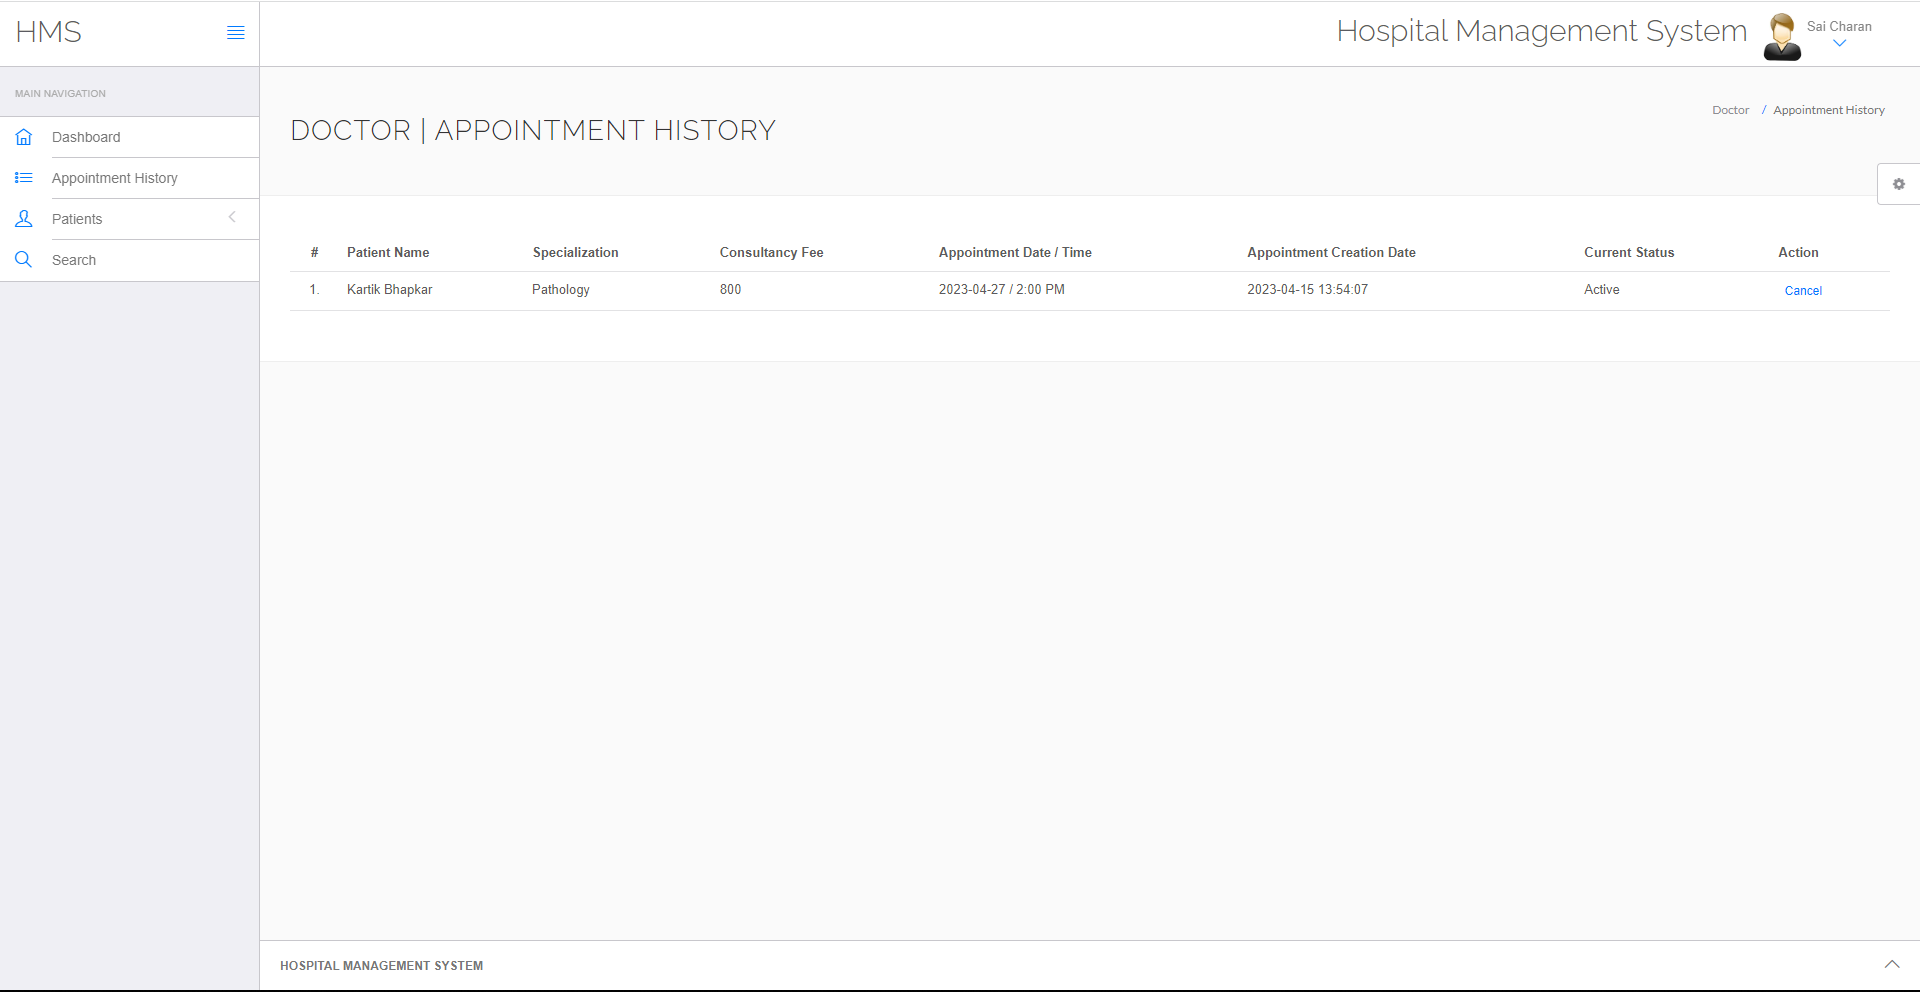 HMS
Hospital Management System
Sai Charan
MAIN NAVIGATION
Dashboard
Appointment History
Patients
Search
DOCTOR | APPOINTMENT HISTORY
Doctor / Appointment History
# Patient Name Specialization Consultancy Fee Appointment Date / Time Appointment Creation Date Current Status Action
1. Kartik Bhapkar Pathology 800 2023-04-27 / 2:00 PM 2023-04-15 13:54:07 Active Cancel
HOSPITAL MANAGEMENT SYSTEM